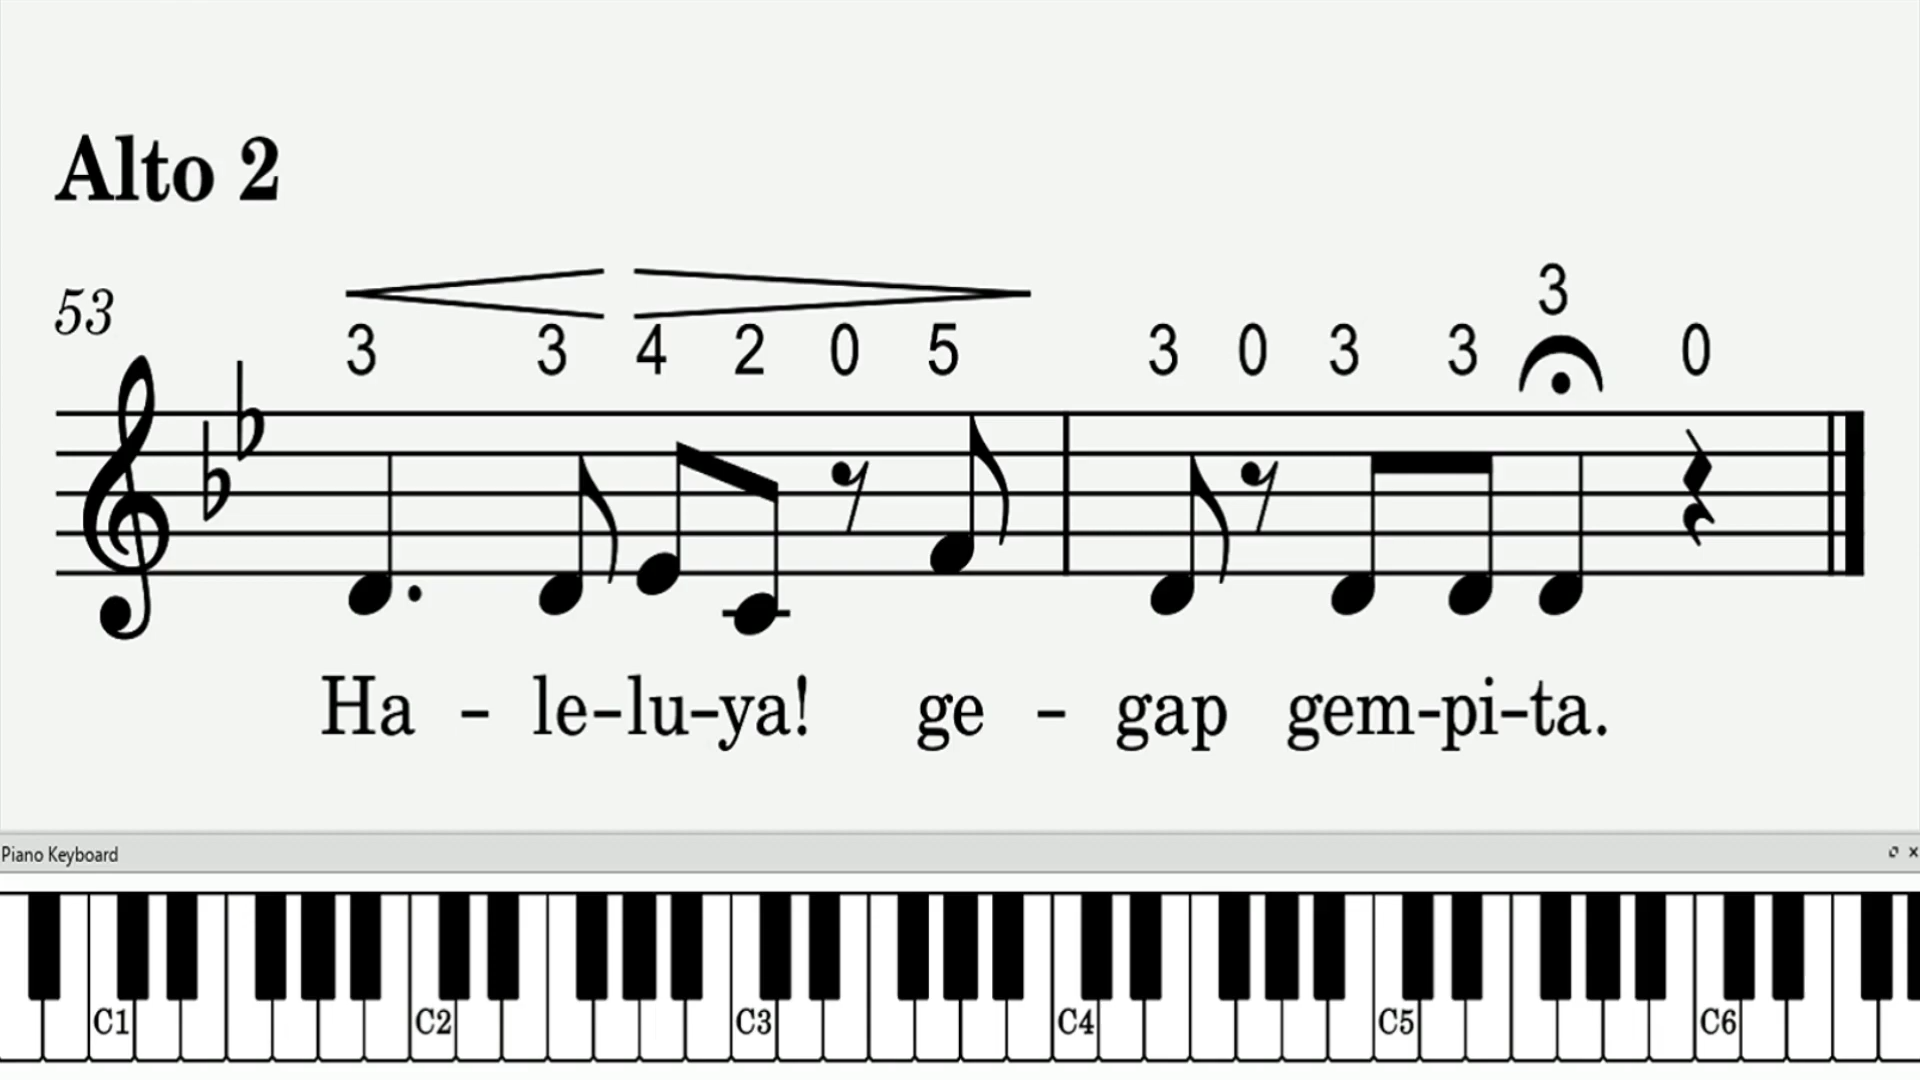 Alto 2
53
3 3 4 2 0 5 3 0 3 3 3 0
Ha - le-lu-ya! ge - gap gem-pi-ta.
Piano Keyboard
C1 C2 C3 C4 C5 C6